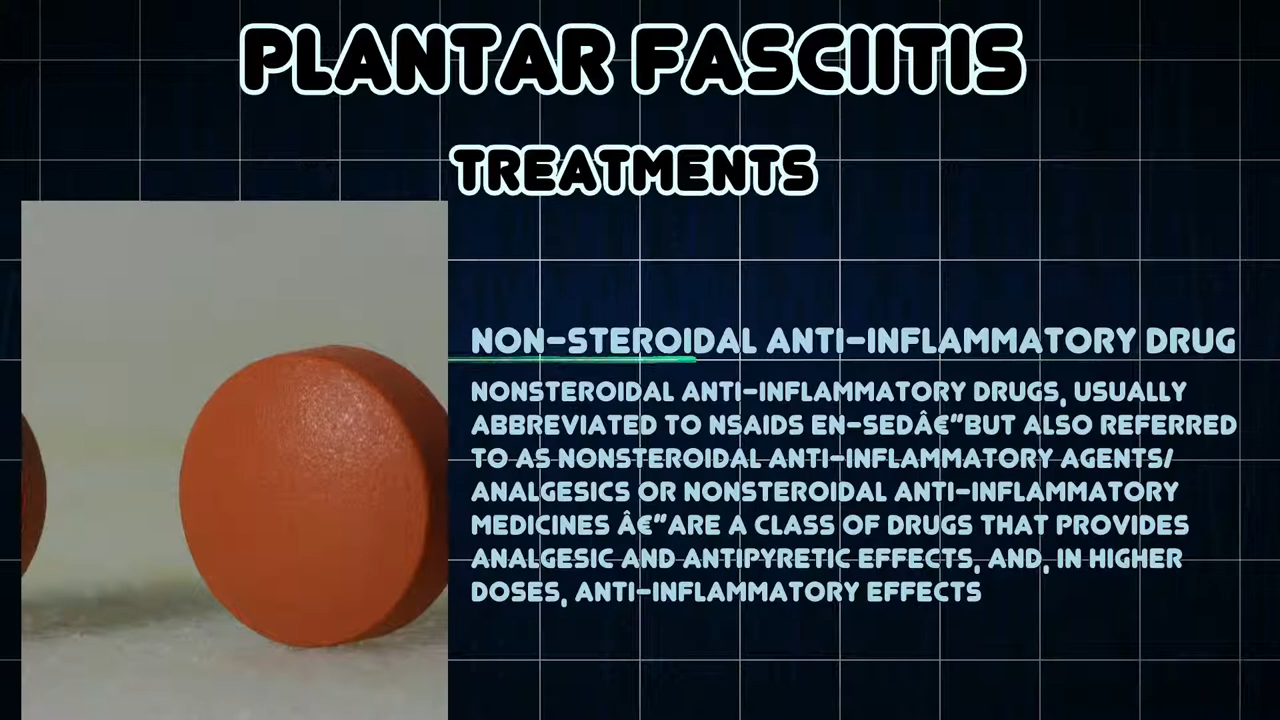 PLANTAR FASCIITIS
TREATMENTS
NON-STEROIDAL ANTI-INFLAMMATORY DRUG
NONSTEROIDAL ANTI-INFLAMMATORY DRUGS, USUALLY
ABBREVIATED TO NSAIDS EN-SEDÂ€"BUT ALSO REFERRED
TO AS NONSTEROIDAL ANTI-INFLAMMATORY AGENTS/
ANALGESICS OR NONSTEROIDAL ANTI-INFLAMMATORY
MEDICINES Â€"ARE A CLASS OF DRUGS THAT PROVIDES
ANALGESIC AND ANTIPYRETIC EFFECTS, AND, IN HIGHER
DOSES, ANTI-INFLAMMATORY EFFECTS